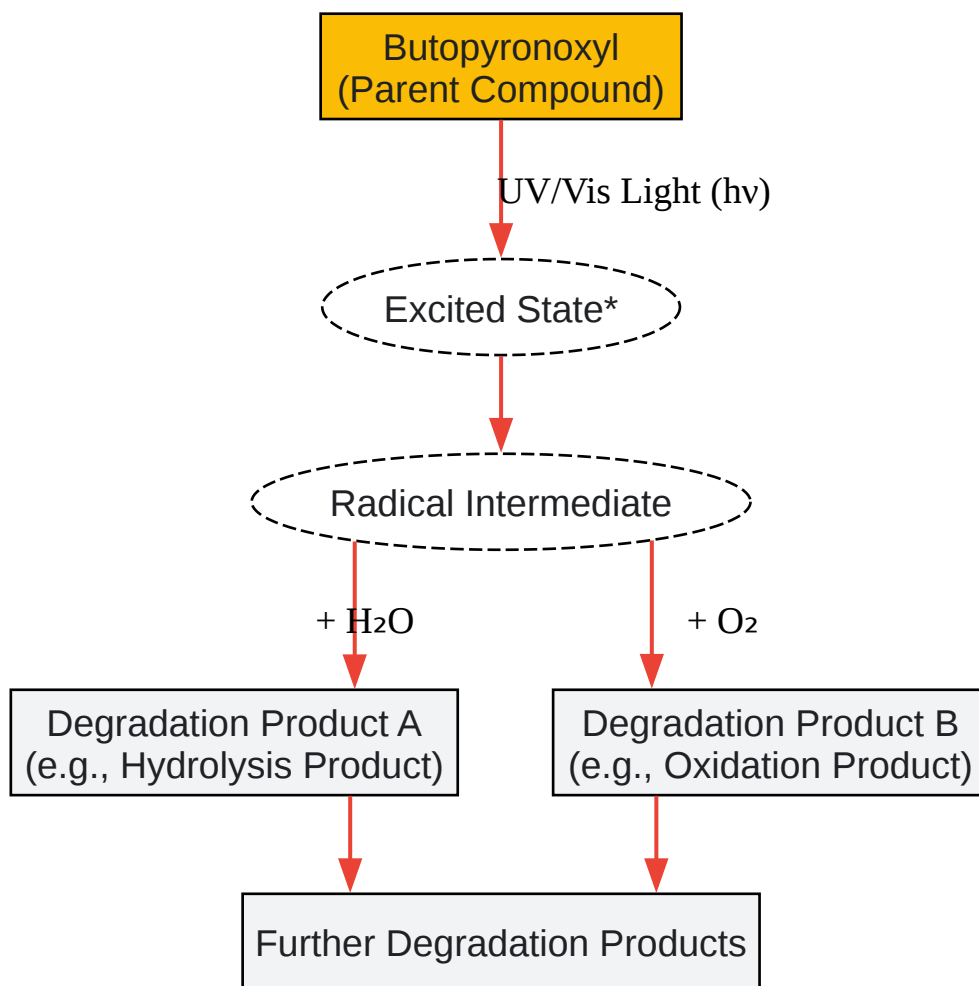 Butopyronoxyl
(Parent Compound)
UV/Vis Light (hν)
Excited State*
Radical Intermediate
+ H₂O
+ O₂
Degradation Product A
(e.g., Hydrolysis Product)
Degradation Product B
(e.g., Oxidation Product)
Further Degradation Products